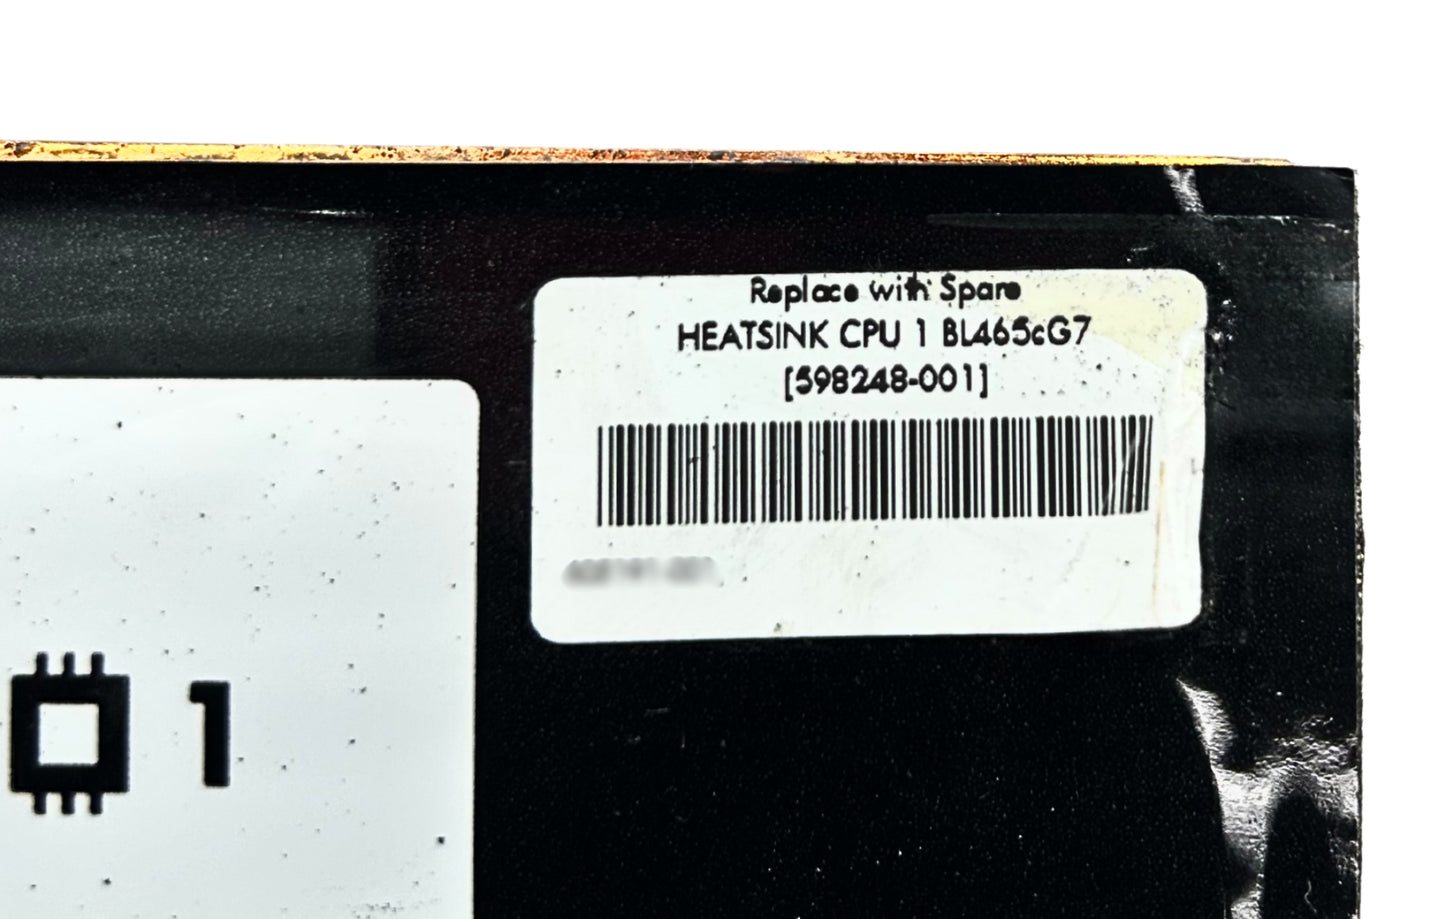 Replace with Spare
HEATSINK CPU 1 BL465cG7
[598248-001]
1